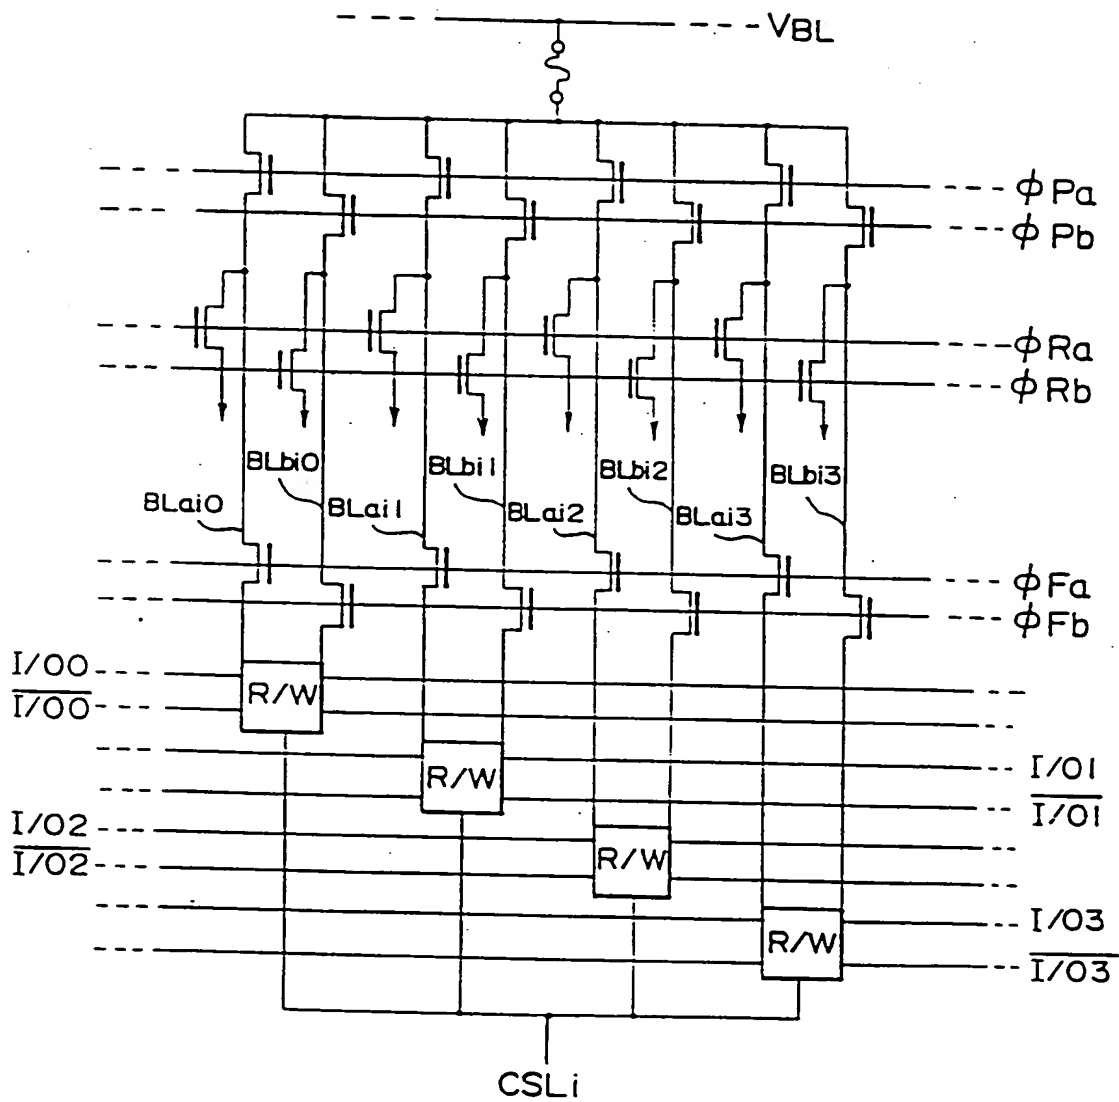 VBL
ϕPa
ϕPb
ϕRa
ϕRb
BLbi0
BLbi1
BLbi2
BLbi3
BLai0
BLai1
BLai2
BLai3
ϕFa
ϕFb
I/O0
R/W
I/O0
R/W
I/O1
I/O1
I/O2
R/W
I/O2
I/O3
R/W
I/O3
CSLi